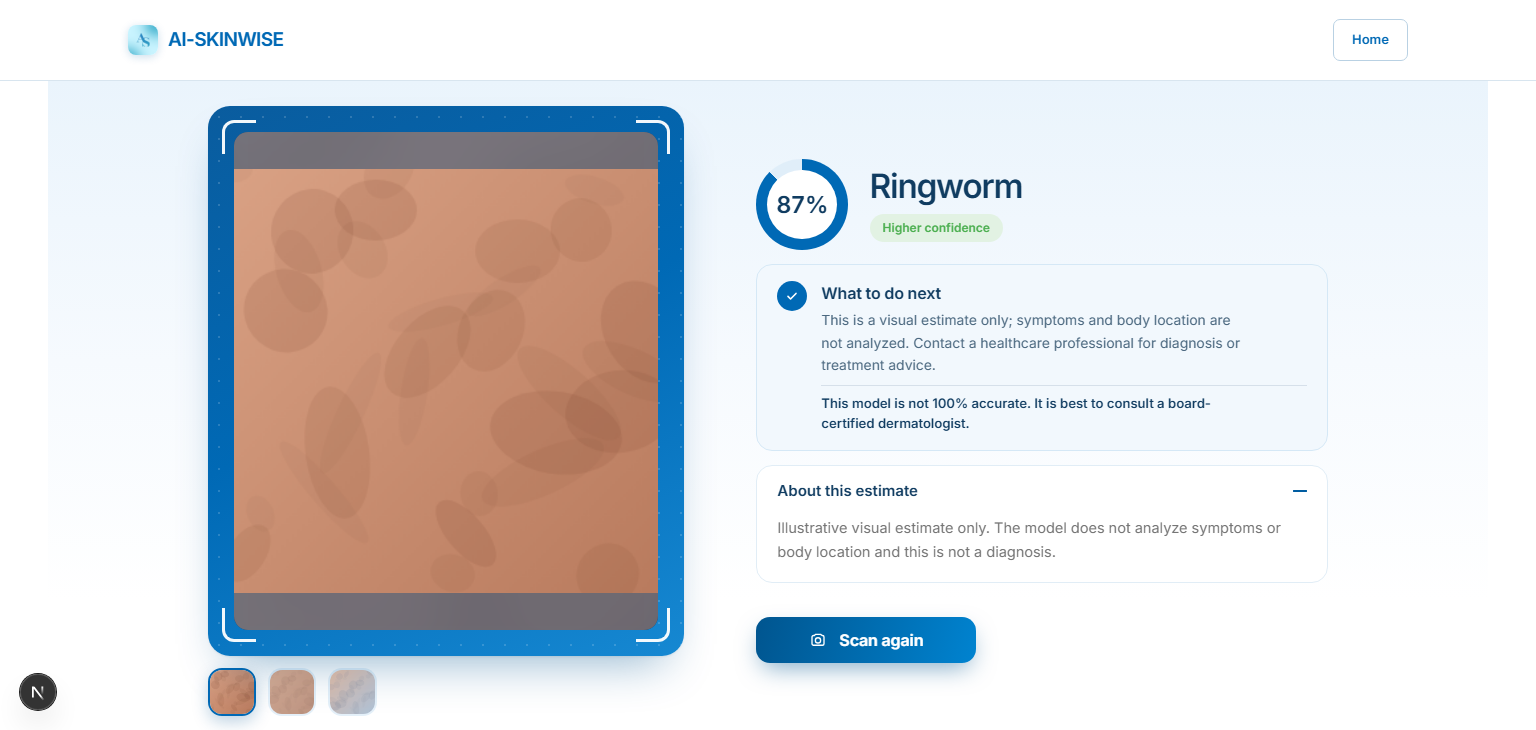 AI-SKINWISE
Home
87%
Ringworm
Higher confidence
What to do next
This is a visual estimate only; symptoms and body location are
not analyzed. Contact a healthcare professional for diagnosis or
treatment advice.
This model is not 100% accurate. It is best to consult a board-
certified dermatologist.
About this estimate
Illustrative visual estimate only. The model does not analyze symptoms or
body location and this is not a diagnosis.
Scan again
N